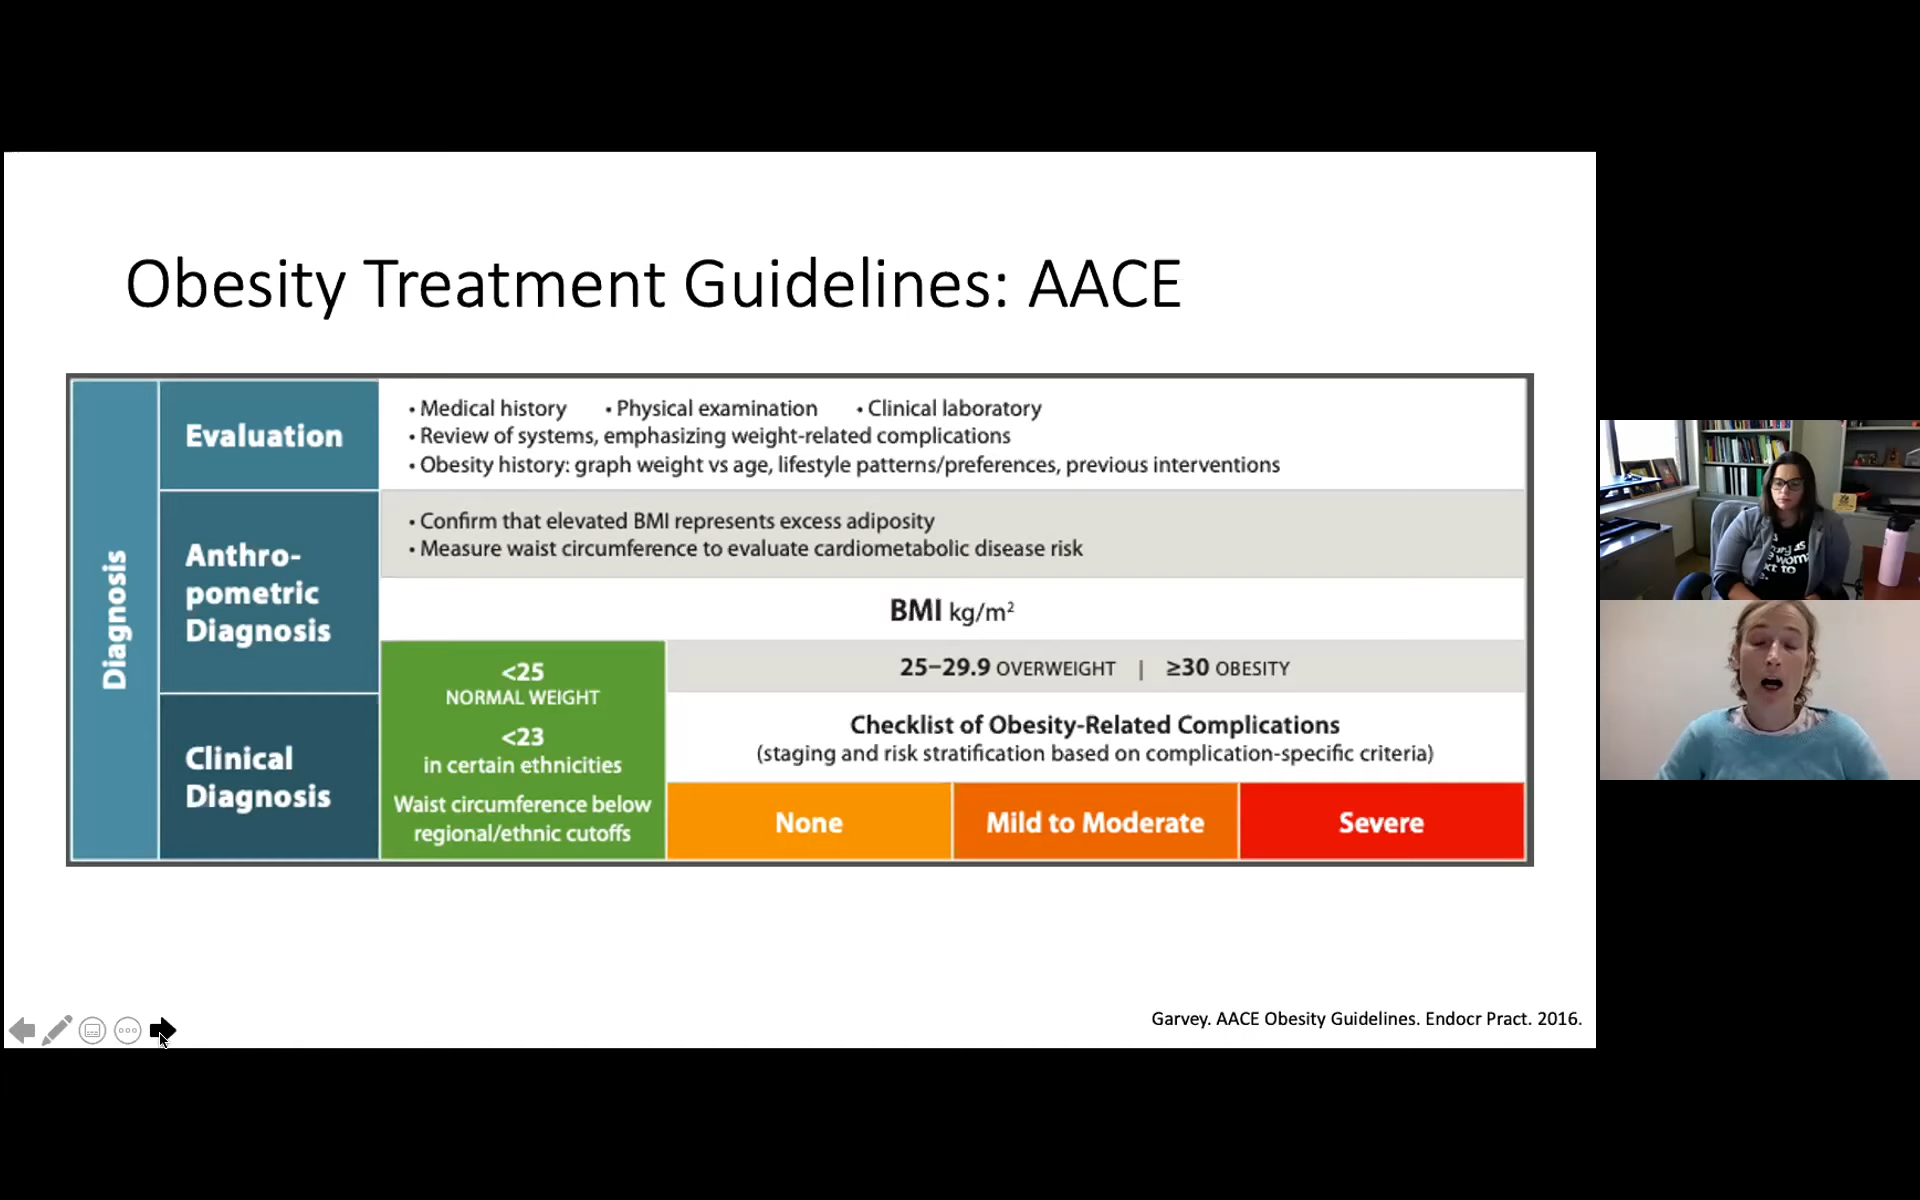 Obesity Treatment Guidelines: AACE
Diagnosis
Evaluation
• Medical history • Physical examination • Clinical laboratory
• Review of systems, emphasizing weight-related complications
• Obesity history: graph weight vs age, lifestyle patterns/preferences, previous interventions
Anthro-
pometric
Diagnosis
• Confirm that elevated BMI represents excess adiposity
• Measure waist circumference to evaluate cardiometabolic disease risk
BMI kg/m²
<25
NORMAL WEIGHT
<23
in certain ethnicities
Waist circumference below
regional/ethnic cutoffs
25–29.9 OVERWEIGHT | ≥30 OBESITY
Clinical
Diagnosis
Checklist of Obesity-Related Complications
(staging and risk stratification based on complication-specific criteria)
None
Mild to Moderate
Severe
Garvey. AACE Obesity Guidelines. Endocr Pract. 2016.
as
wom
xt to